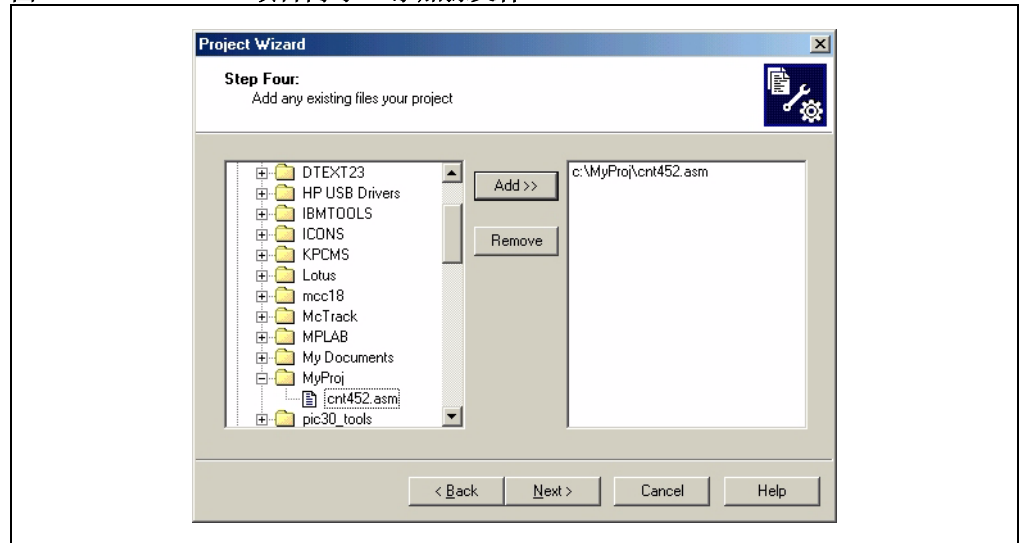 Project Wizard
Step Four:
Add any existing files your project
DTEXT23
HP USB Drivers
IBMTOOLS
ICONS
KPCMS
Lotus
mcc18
McTrack
MPLAB
My Documents
MyProj
cnt452.asm
pic30_tools
Add >>
Remove
c:\MyProj\cnt452.asm
< Back
Next >
Cancel
Help